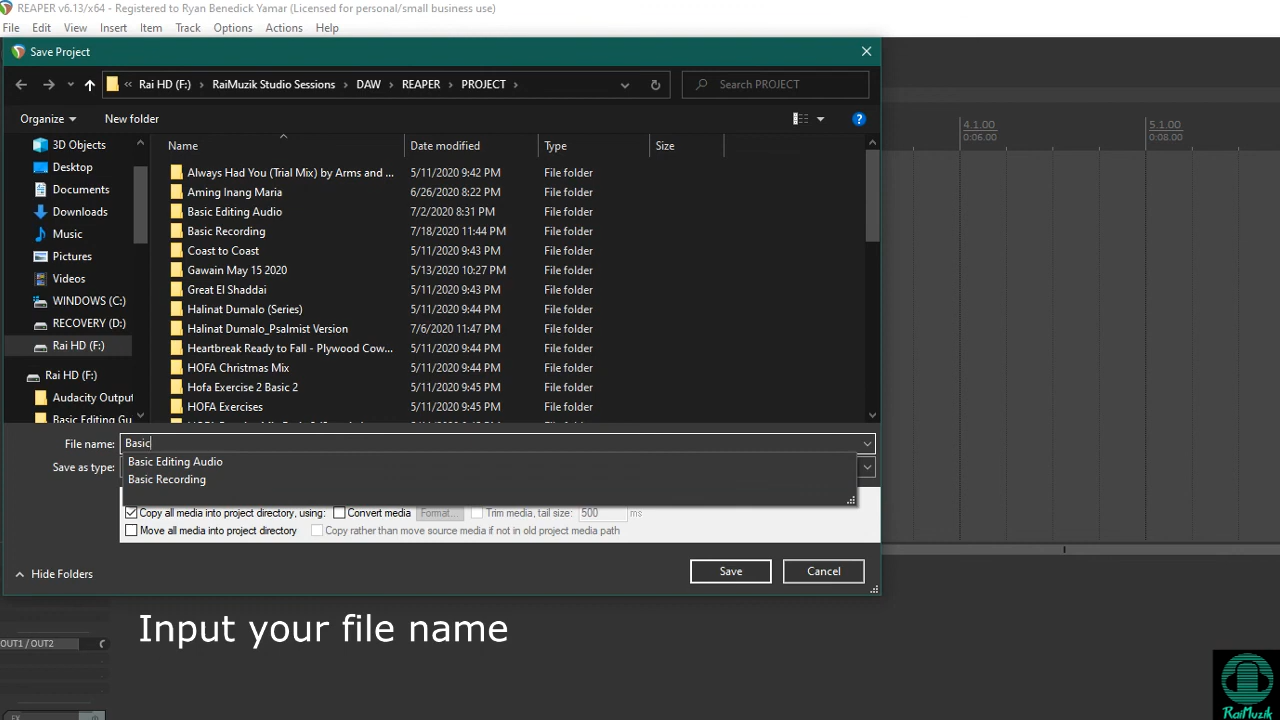 REAPER v6.13/x64 - Registered to Ryan Benedick Yamar (Licensed for personal/small business use)
File Edit View Insert Item Track Options Actions Help
Save Project
« Rai HD (F:) > RaiMuzik Studio Sessions > DAW > REAPER > PROJECT >
Search PROJECT
Organize New folder
3D Objects
Desktop
Documents
Downloads
Music
Pictures
Videos
WINDOWS (C:)
RECOVERY (D:)
Rai HD (F:)
Rai HD (F:)
Audacity Output
Basic Editing Gu
Name Date modified Type Size
Always Had You (Trial Mix) by Arms and ... 5/11/2020 9:42 PM File folder
Aming Inang Maria 6/26/2020 8:22 PM File folder
Basic Editing Audio 7/2/2020 8:31 PM File folder
Basic Recording 7/18/2020 11:44 PM File folder
Coast to Coast 5/11/2020 9:43 PM File folder
Gawain May 15 2020 5/13/2020 10:27 PM File folder
Great El Shaddai 5/11/2020 9:43 PM File folder
Halinat Dumalo (Series) 5/11/2020 9:44 PM File folder
Halinat Dumalo_Psalmist Version 7/6/2020 11:47 PM File folder
Heartbreak Ready to Fall - Plywood Cow... 5/11/2020 9:44 PM File folder
HOFA Christmas Mix 5/11/2020 9:44 PM File folder
Hofa Exercise 2 Basic 2 5/11/2020 9:45 PM File folder
HOFA Exercises 5/11/2020 9:45 PM File folder
File name: Basic
Basic Editing Audio
Save as type:
Basic Recording
Copy all media into project directory, using: Convert media Format... Trim media, tail size: 500 ms
Move all media into project directory Copy rather than move source media if not in old project media path
Hide Folders
Save Cancel
4.1.00
0:06.00
5.1.00
0:08.00
Input your file name
OUT1 / OUT2
FX
RaiMuzik